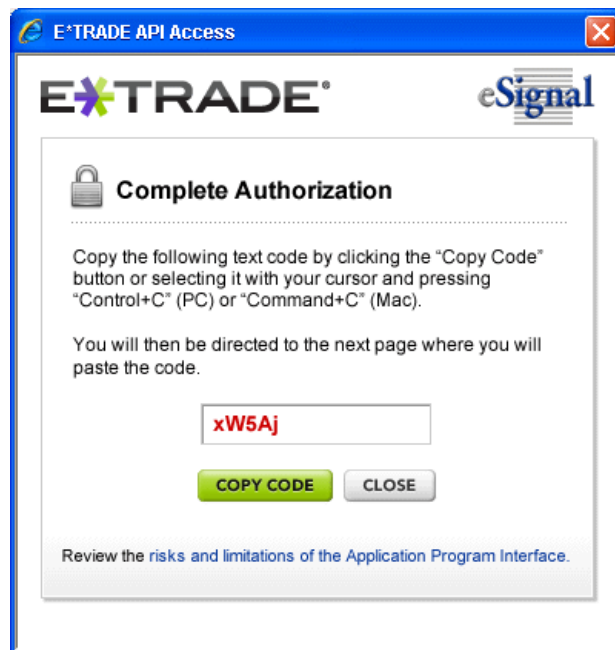 E*TRADE API Access
E*TRADE®
eSignal
Complete Authorization
Copy the following text code by clicking the “Copy Code”
button or selecting it with your cursor and pressing
“Control+C” (PC) or “Command+C” (Mac).
You will then be directed to the next page where you will
paste the code.
xW5Aj
COPY CODE
CLOSE
Review the risks and limitations of the Application Program Interface.